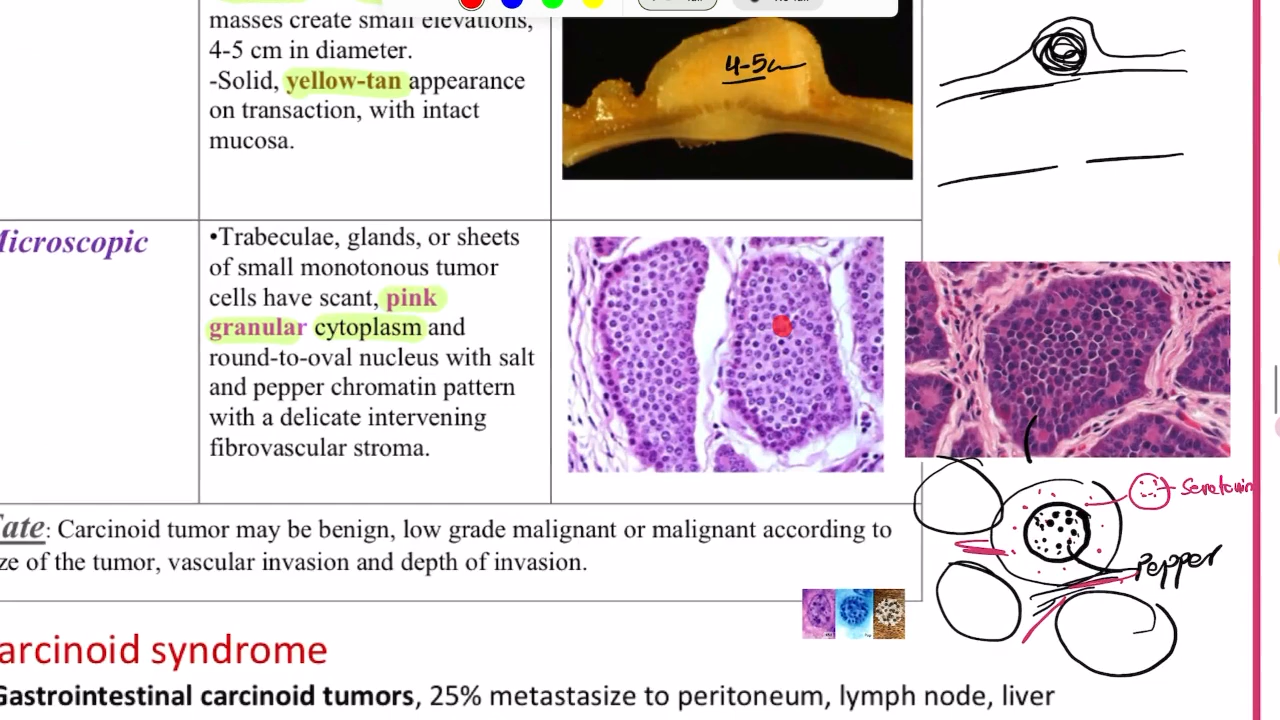 masses create small elevations,
4-5 cm in diameter.
-Solid, yellow-tan appearance
on transaction, with intact
mucosa.
4-5c
Microscopic
•Trabeculae, glands, or sheets
of small monotonous tumor
cells have scant, pink
granular cytoplasm and
round-to-oval nucleus with salt
and pepper chromatin pattern
with a delicate intervening
fibrovascular stroma.
Serotonin
Pepper
ate: Carcinoid tumor may be benign, low grade malignant or malignant according to
ze of the tumor, vascular invasion and depth of invasion.
arcinoid syndrome
Gastrointestinal carcinoid tumors, 25% metastasize to peritoneum, lymph node, liver